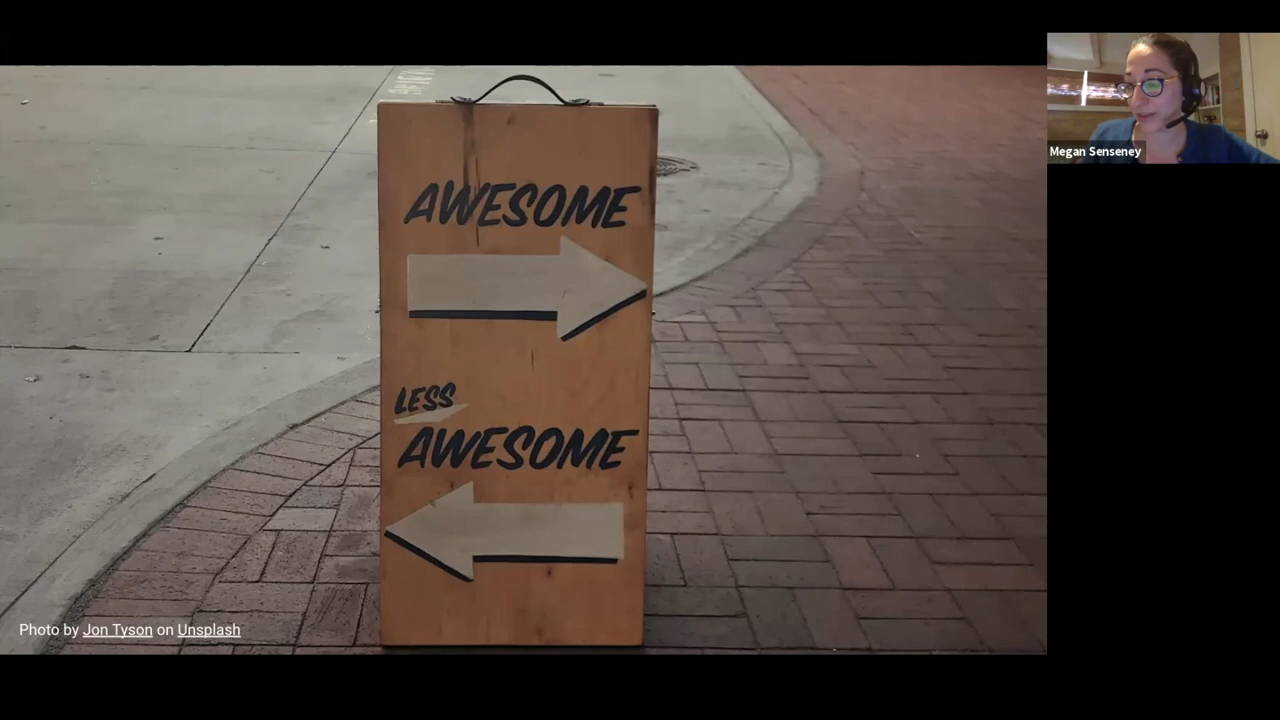 AWESOME
LESS
AWESOME
Photo by Jon Tyson on Unsplash
Megan Senseney